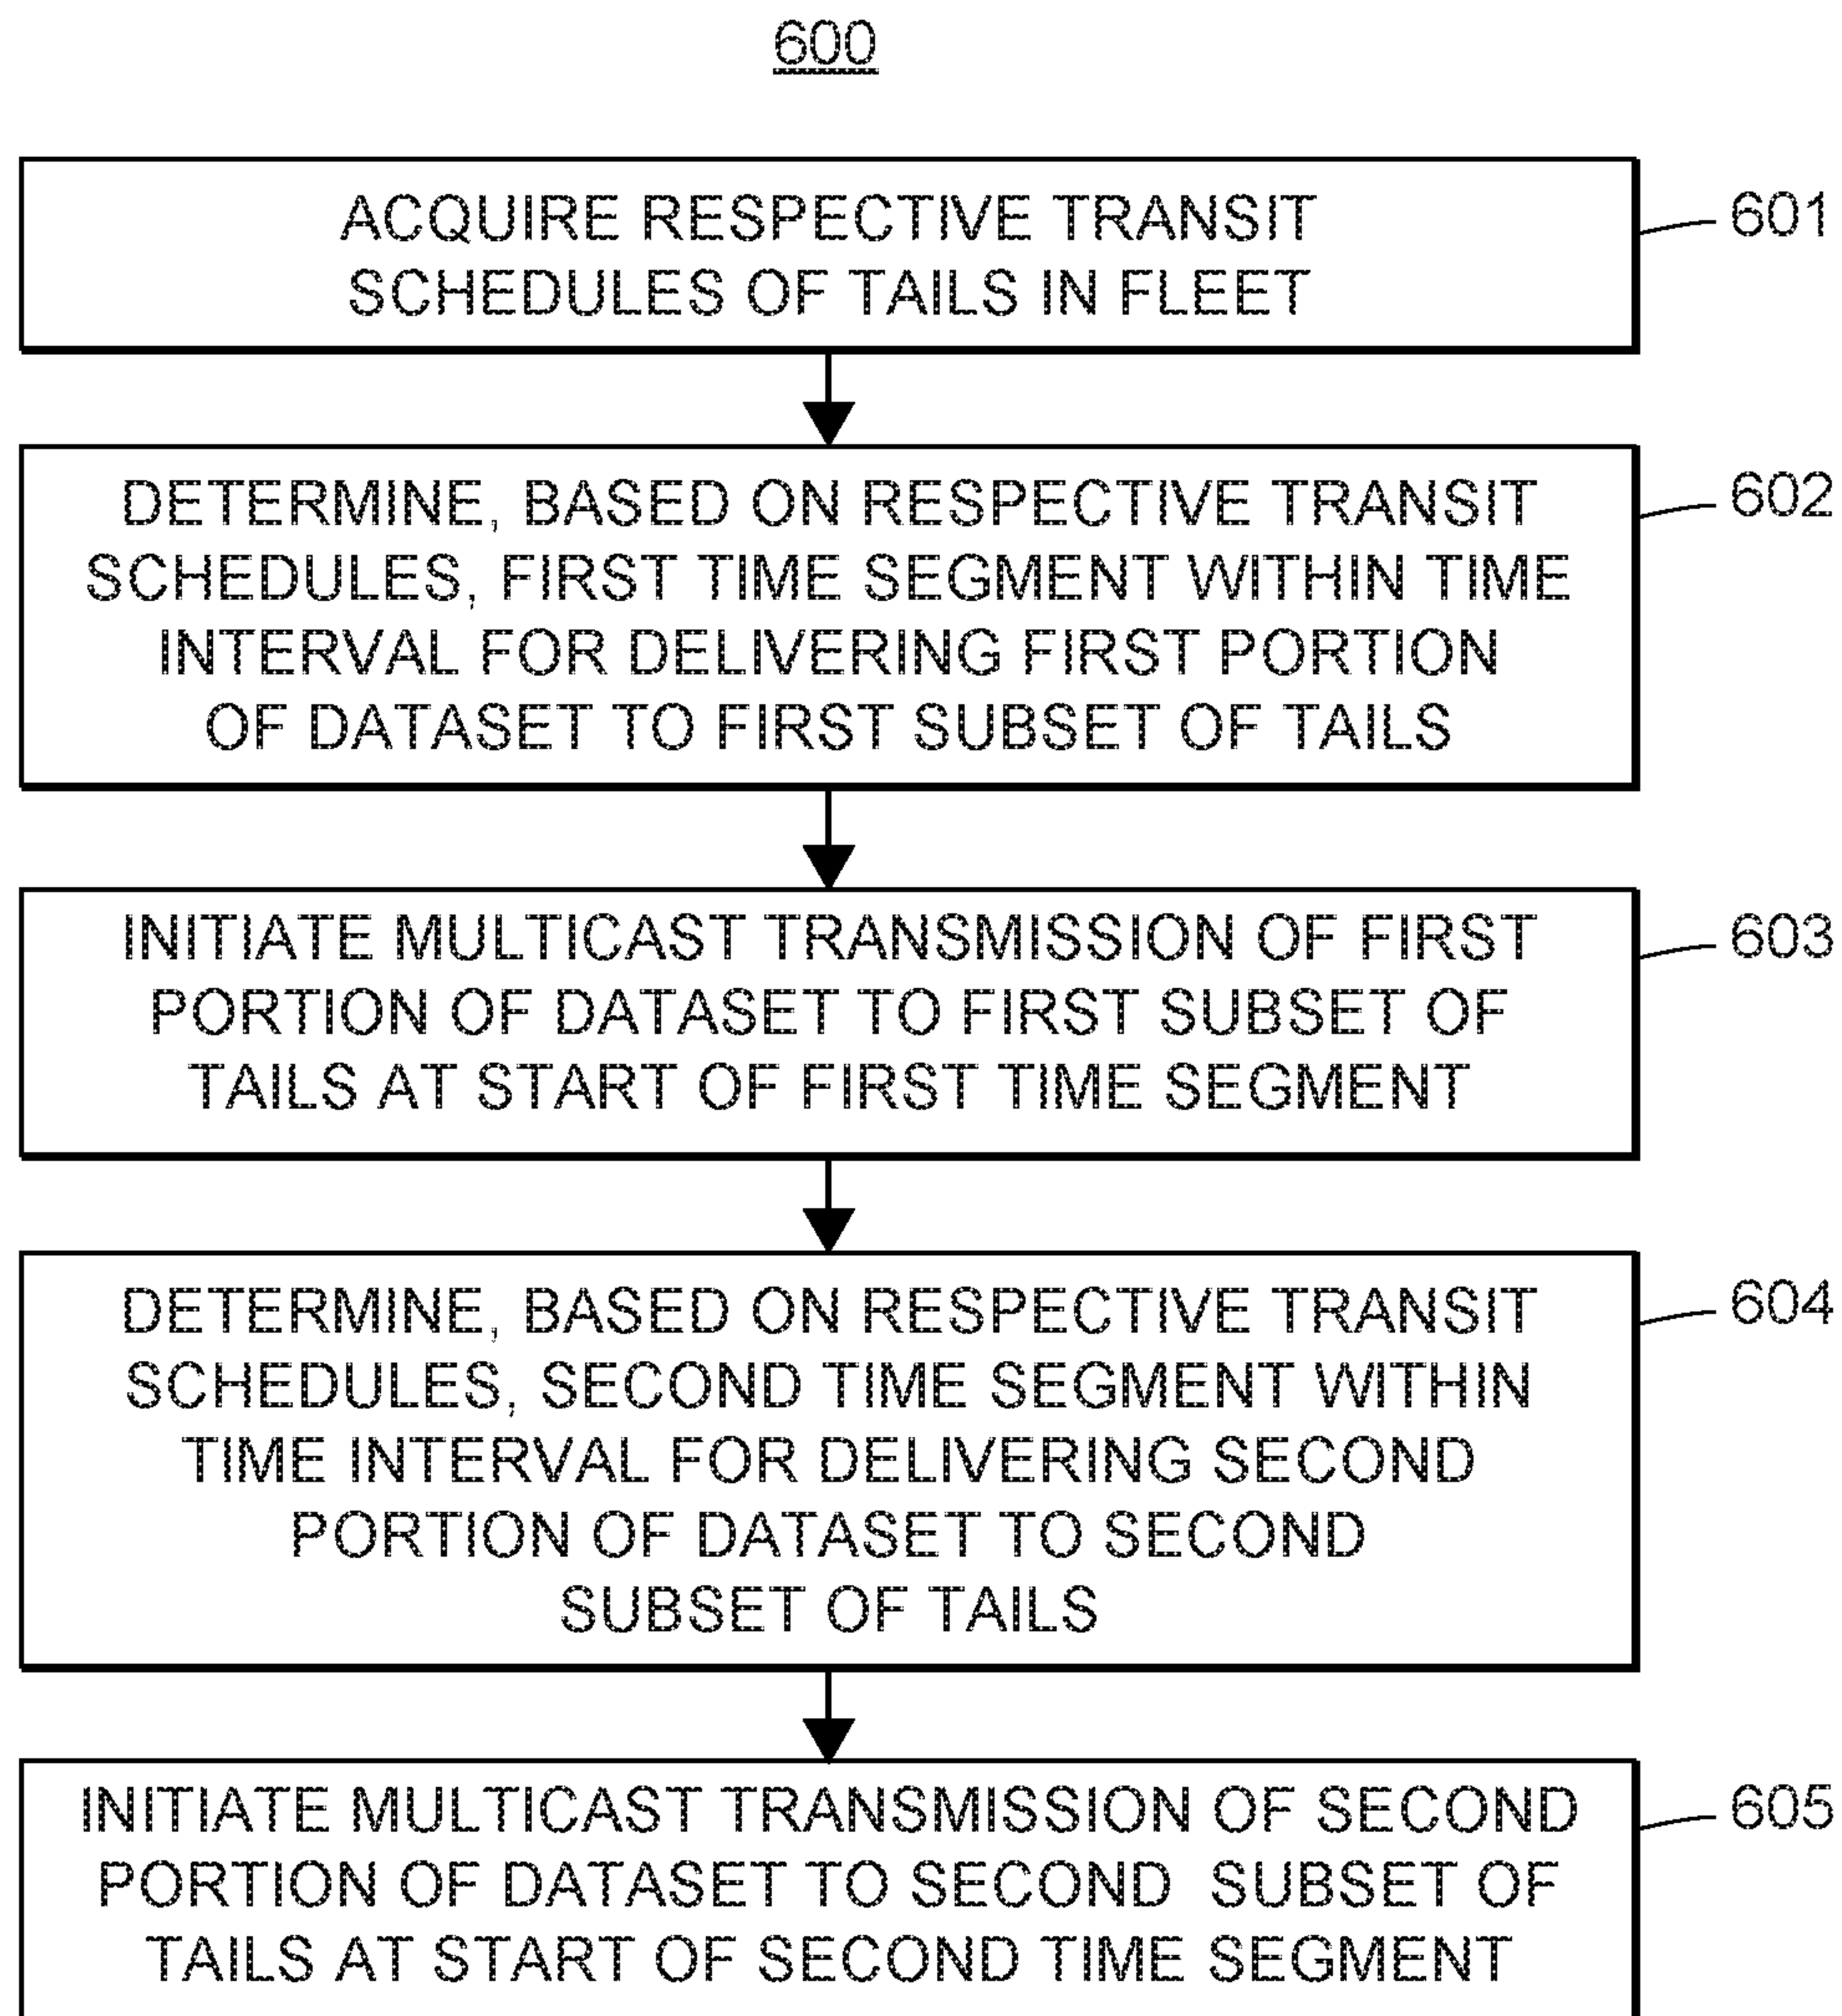 600
ACQUIRE RESPECTIVE TRANSIT
SCHEDULES OF TAILS IN FLEET
601
DETERMINE, BASED ON RESPECTIVE TRANSIT
SCHEDULES, FIRST TIME SEGMENT WITHIN TIME
INTERVAL FOR DELIVERING FIRST PORTION
OF DATASET TO FIRST SUBSET OF TAILS
602
INITIATE MULTICAST TRANSMISSION OF FIRST
PORTION OF DATASET TO FIRST SUBSET OF
TAILS AT START OF FIRST TIME SEGMENT
603
DETERMINE, BASED ON RESPECTIVE TRANSIT
SCHEDULES, SECOND TIME SEGMENT WITHIN
TIME INTERVAL FOR DELIVERING SECOND
PORTION OF DATASET TO SECOND
SUBSET OF TAILS
604
INITIATE MULTICAST TRANSMISSION OF SECOND
PORTION OF DATASET TO SECOND SUBSET OF
TAILS AT START OF SECOND TIME SEGMENT
605